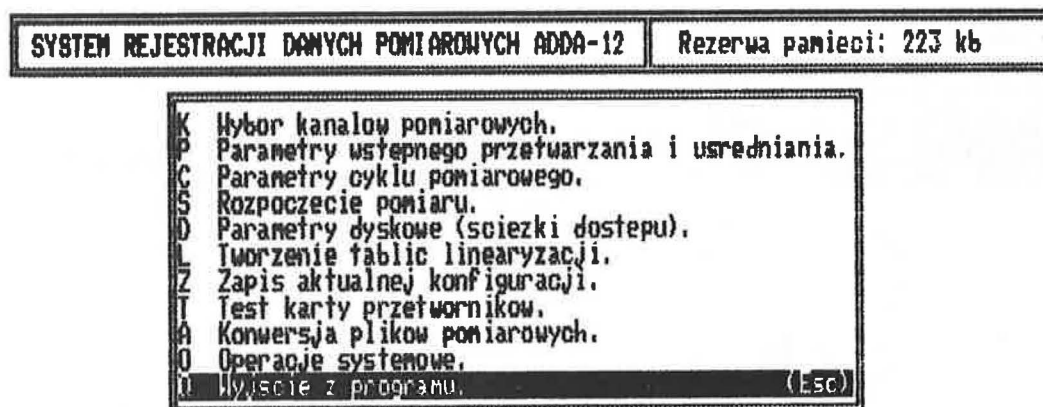 SYSTEM REJESTRACJI DANYCH POMIAROWYCH ADDA-12 Rezerwa pamieci: 223 kb
K Wybor kanalow pomiarowych.
P Parametry wstepnego przetwarzania i usredniania.
C Parametry cyklu pomiarowego.
S Rozpoczecie pomiaru.
D Parametry dyskowe (sciezki dostepu).
L Tworzenie tablic linearyzacji.
Z Zapis aktualnej konfiguracji.
T Test karty przetwornikow.
A Konwersja plikow pomiarowych.
O Operacje systemowe.
Wyjscie z programu. (Esc)